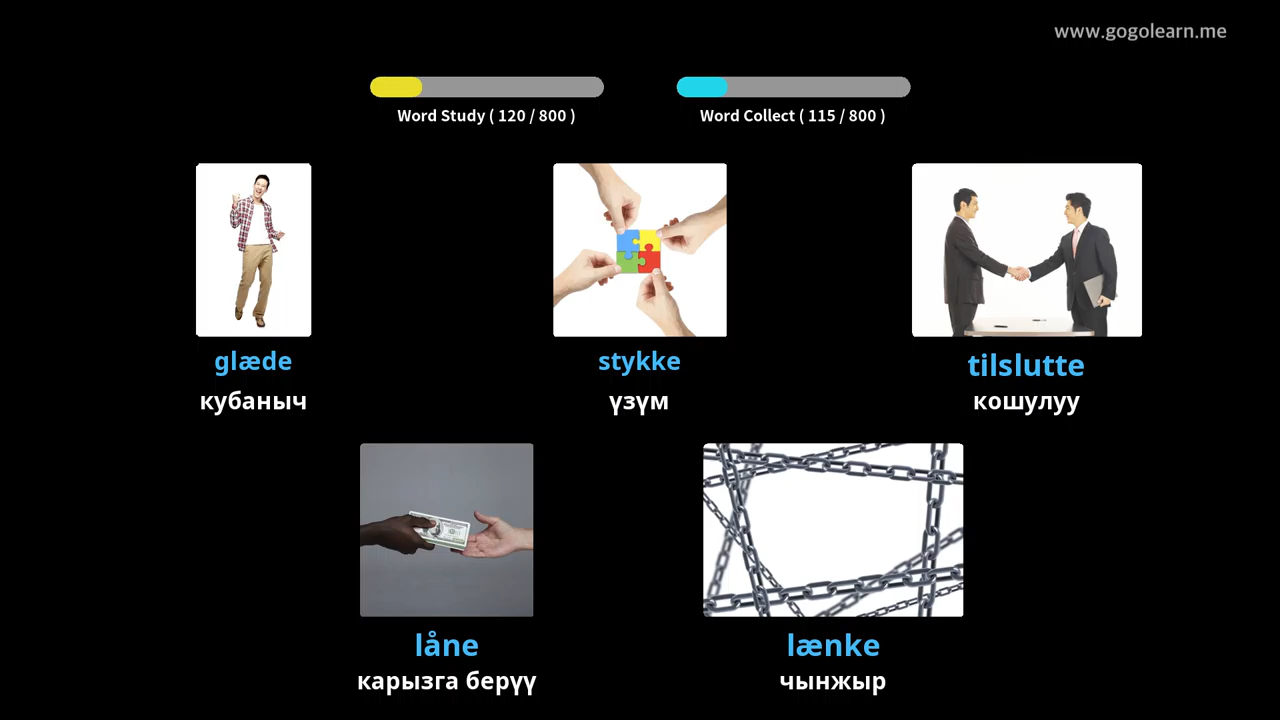 www.gogolearn.me
Word Study ( 120 / 800 )
Word Collect ( 115 / 800 )
glæde
кубаныч
stykke
үзүм
tilslutte
кошулуу
låne
карызга берүү
lænke
чынжыр